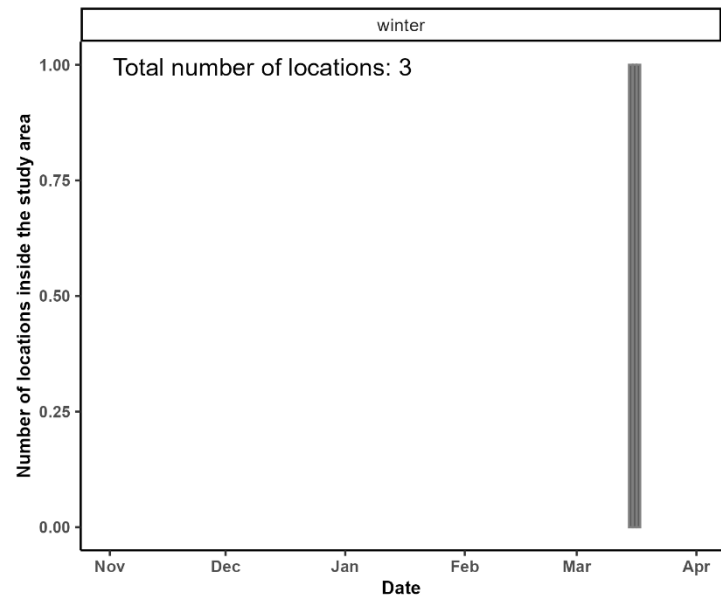 winter
Total number of locations: 3
Number of locations inside the study area
1.00
0.75
0.50
0.25
0.00
Nov Dec Jan Feb Mar Apr
Date